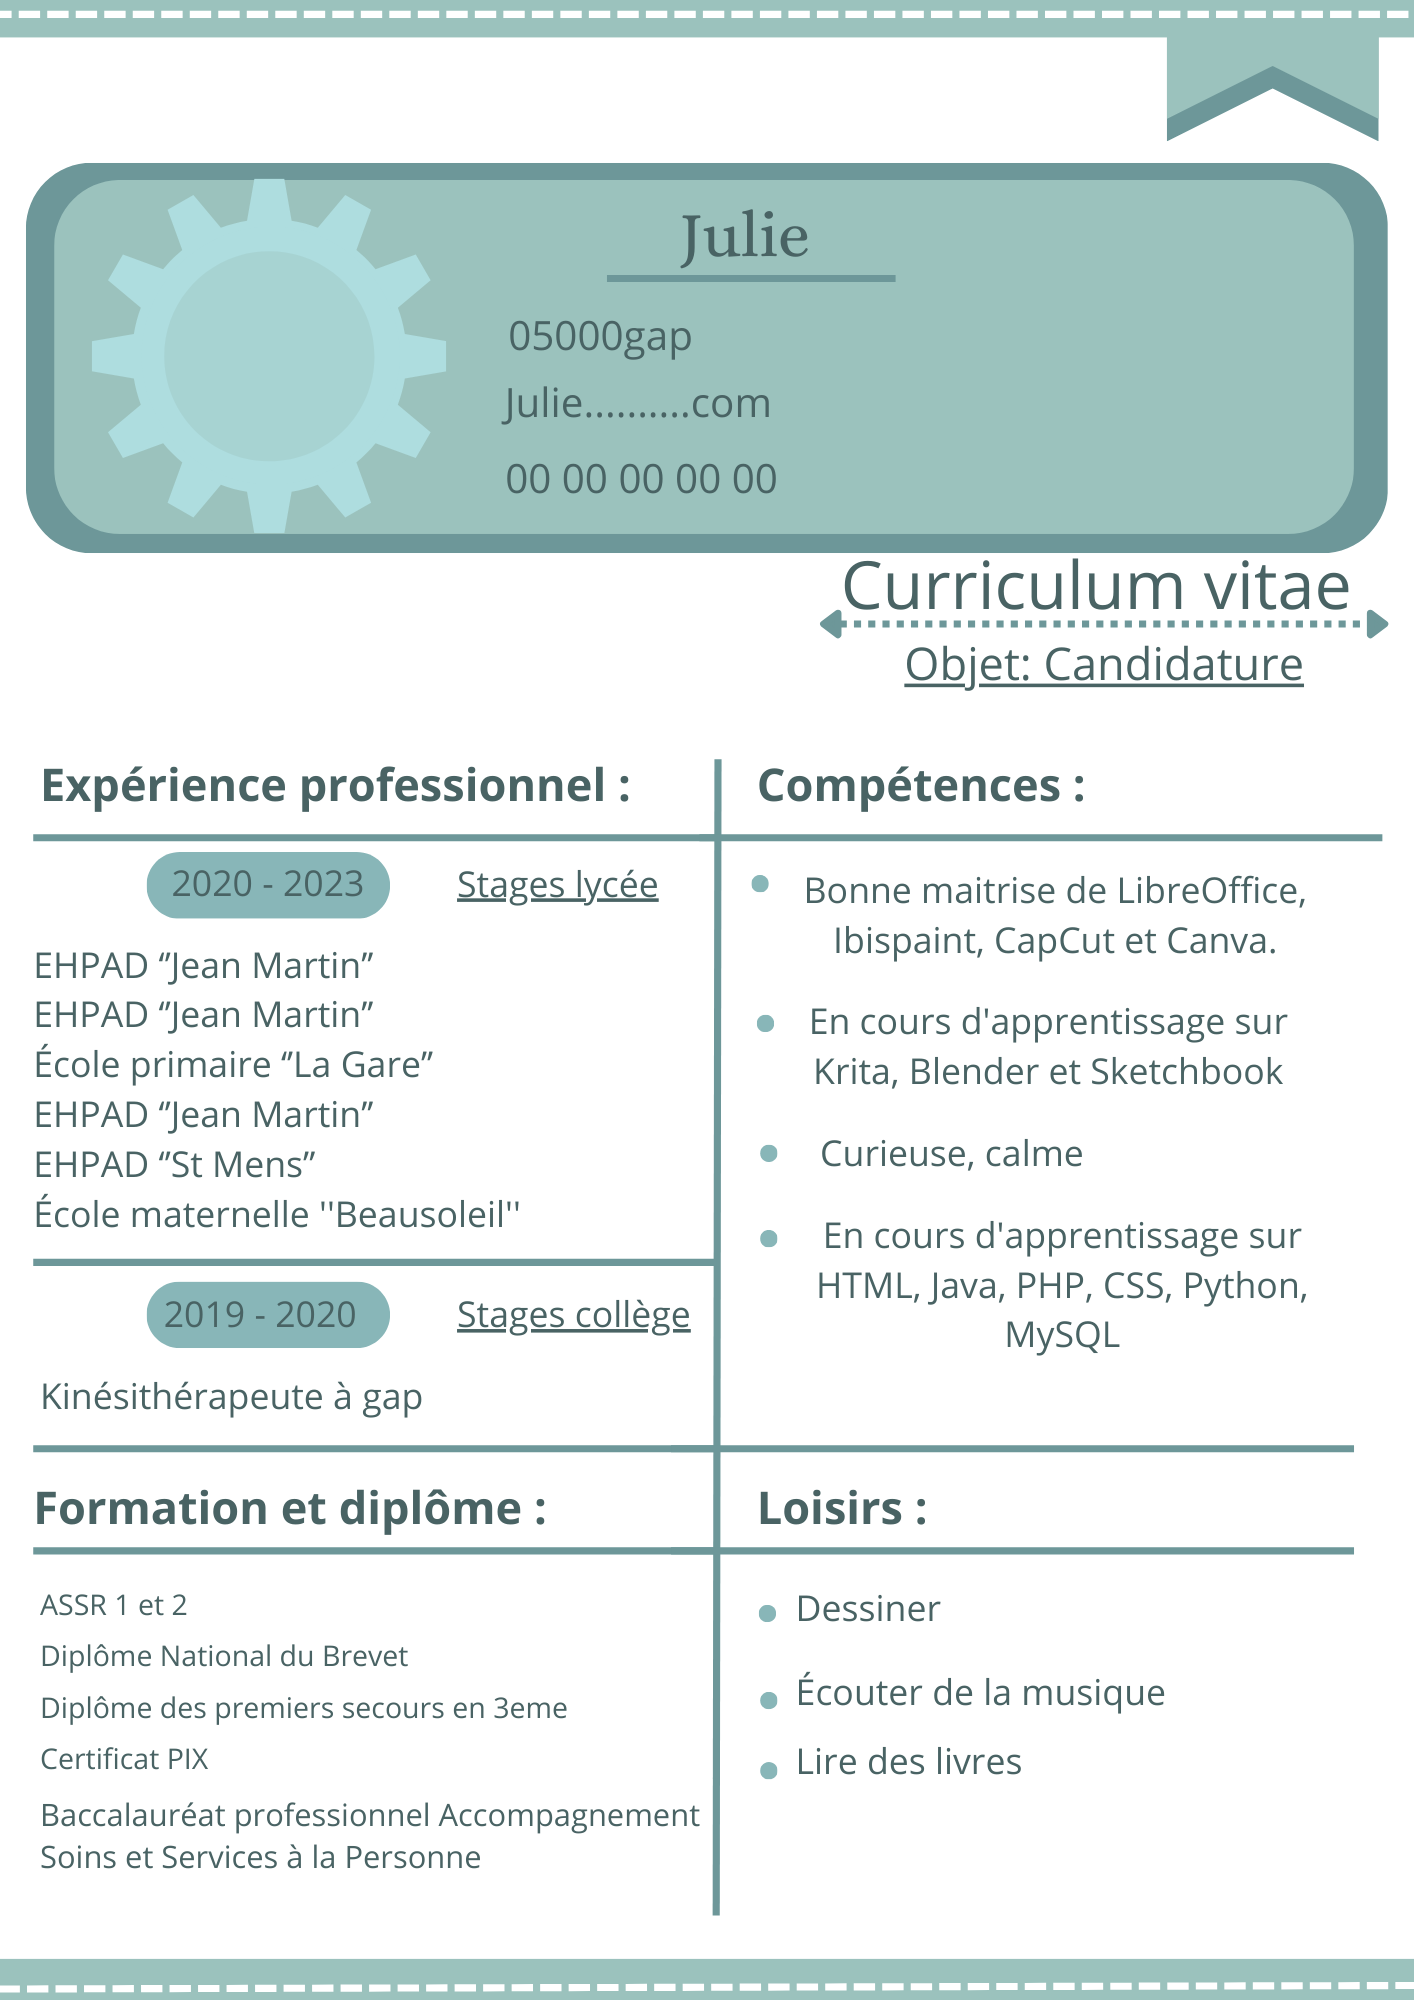 Julie
05000gap
Julie..........com
00 00 00 00 00
Curriculum vitae
Objet: Candidature
Expérience professionnel :
2020 - 2023
Stages lycée
EHPAD “Jean Martin”
EHPAD “Jean Martin”
École primaire “La Gare”
EHPAD “Jean Martin”
EHPAD “St Mens”
École maternelle ''Beausoleil''
2019 - 2020
Stages collège
Kinésithérapeute à gap
Compétences :
Bonne maitrise de LibreOffice,
Ibispaint, CapCut et Canva.
En cours d'apprentissage sur
Krita, Blender et Sketchbook
Curieuse, calme
En cours d'apprentissage sur
HTML, Java, PHP, CSS, Python,
MySQL
Formation et diplôme :
ASSR 1 et 2
Diplôme National du Brevet
Diplôme des premiers secours en 3eme
Certificat PIX
Baccalauréat professionnel Accompagnement
Soins et Services à la Personne
Loisirs :
Dessiner
Écouter de la musique
Lire des livres